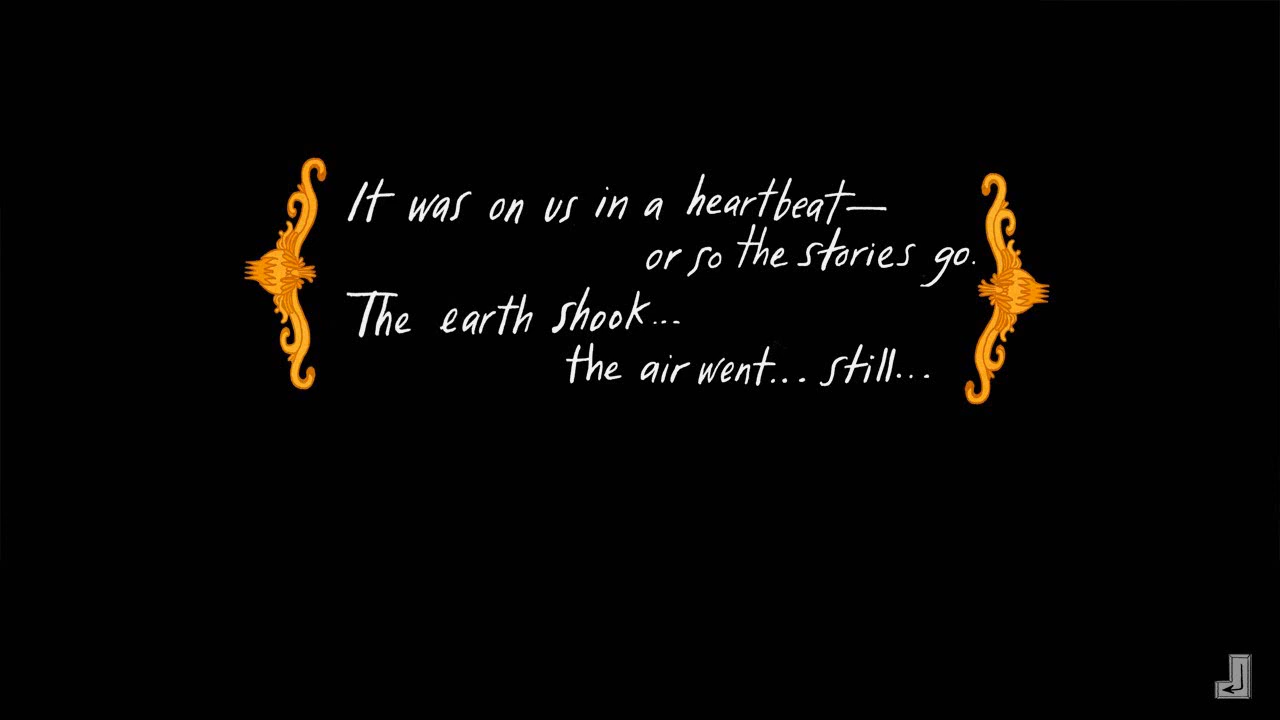 It was on us in a heartbeat—
or so the stories go.
The earth shook...
the air went... still...